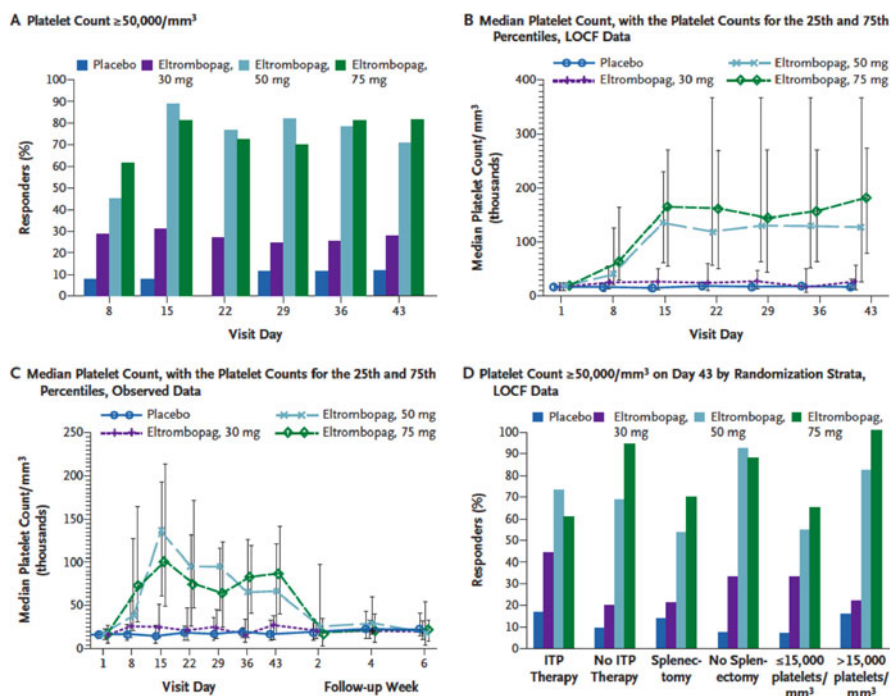 A Platelet Count ≥50,000/mm³
Placebo Eltrombopag, 30 mg Eltrombopag, 50 mg Eltrombopag, 75 mg
Responders (%)
100
90
80
70
60
50
40
30
20
10
0
8 15 22 29 36 43
Visit Day
B Median Platelet Count, with the Platelet Counts for the 25th and 75th
Percentiles, LOCF Data
Placebo Eltrombopag, 50 mg
Eltrombopag, 30 mg Eltrombopag, 75 mg
Median Platelet Count/mm³
(thousands)
400
300
200
100
0
1 8 15 22 29 36 43
Visit Day
C Median Platelet Count, with the Platelet Counts for the 25th and 75th
Percentiles, Observed Data
Placebo Eltrombopag, 50 mg
Eltrombopag, 30 mg Eltrombopag, 75 mg
Median Platelet Count/mm³
(thousands)
250
200
150
100
50
0
1 8 15 22 29 36 43 2 4 6
Visit Day Follow-up Week
D Platelet Count ≥50,000/mm³ on Day 43 by Randomization Strata,
LOCF Data
Placebo Eltrombopag, 30 mg Eltrombopag, 50 mg Eltrombopag, 75 mg
Responders (%)
100
90
80
70
60
50
40
30
20
10
0
ITP Therapy
No ITP Therapy
Splenec-
tomy
No Splen-
ectomy
≤15,000
platelets/
mm³
>15,000
platelets/
mm³